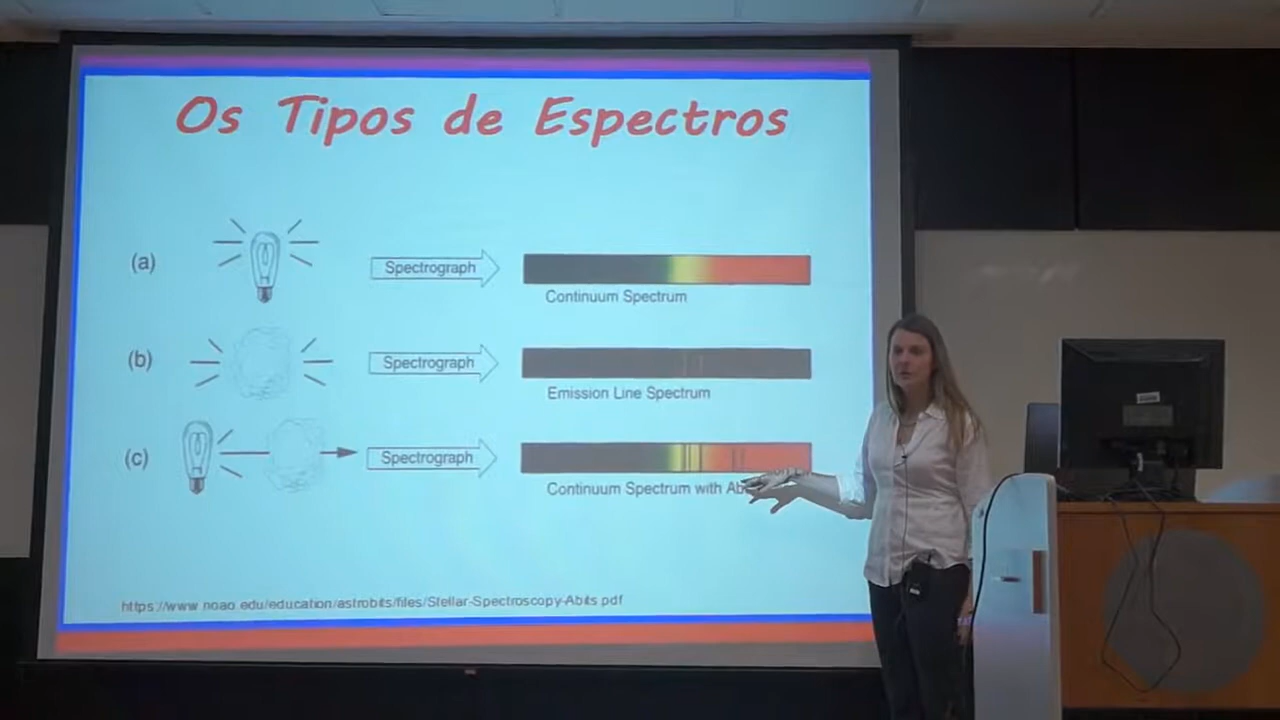 Os Tipos de Espectros
(a)
Spectrograph
Continuum Spectrum
(b)
Spectrograph
Emission Line Spectrum
(c)
Spectrograph
Continuum Spectrum with
https://www.noao.edu/education/astrobits/files/Stellar-Spectroscopy-Abits.pdf